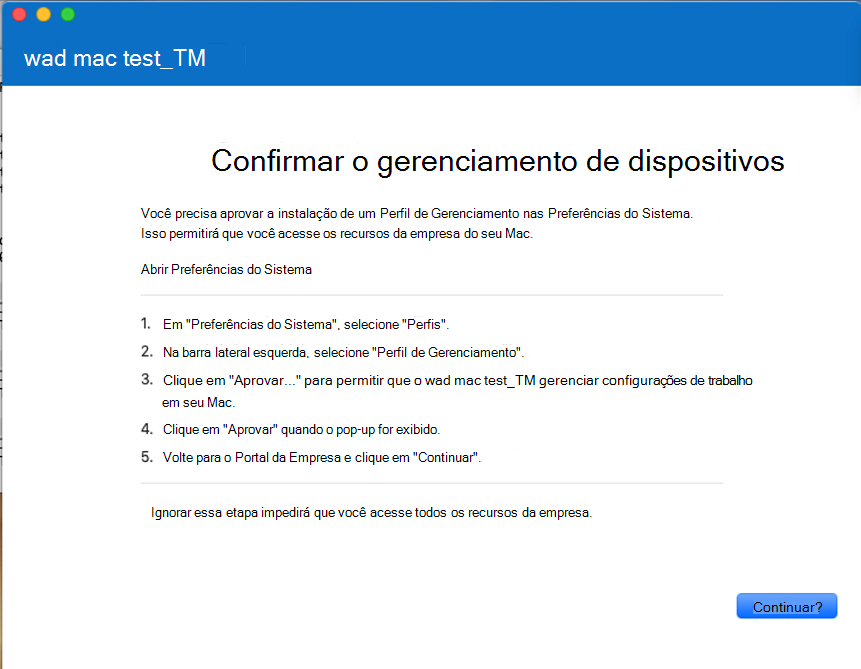 wad mac test_TM
Confirmar o gerenciamento de dispositivos
Você precisa aprovar a instalação de um Perfil de Gerenciamento nas Preferências do Sistema.
Isso permitirá que você acesse os recursos da empresa do seu Mac.
Abrir Preferências do Sistema
1. Em "Preferências do Sistema", selecione "Perfis".
2. Na barra lateral esquerda, selecione "Perfil de Gerenciamento".
3. Clique em "Aprovar..." para permitir que o wad mac test_TM gerenciar configurações de trabalho
em seu Mac.
4. Clique em "Aprovar" quando o pop-up for exibido.
5. Volte para o Portal da Empresa e clique em "Continuar".
Ignorar essa etapa impedirá que você acesse todos os recursos da empresa.
Continuar?